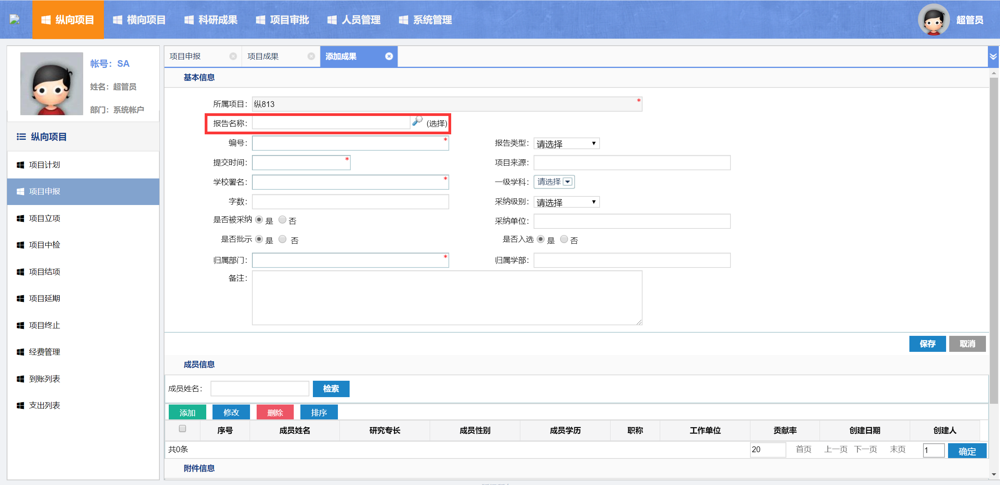 纵向项目 横向项目 科研成果 项目审批 人员管理 系统管理 超管员
帐号：SA
姓名：超管员
部门：系统帐户
纵向项目
项目计划
项目申报
项目立项
项目中检
项目结项
项目延期
项目终止
经费管理
到账列表
支出列表
项目申报 项目成果 添加成果
基本信息
所属项目： 纵813 *
报告名称： (选择)
编号： * 报告类型： 请选择
提交时间： * 项目来源：
学校署名： * 一级学科： 请选择
字数： 采纳级别： 请选择
是否被采纳 是 否 采纳单位：
是否批示 是 否 是否入选 是 否
归属部门： * 归属学部：
备注：
保存 取消
成员信息
成员姓名： 检索
添加 修改 删除 排序
序号 成员姓名 研究专长 成员性别 成员学历 职称 工作单位 贡献率 创建日期 创建人
共0条 20 首页 上一页 下一页 末页 1 确定
附件信息